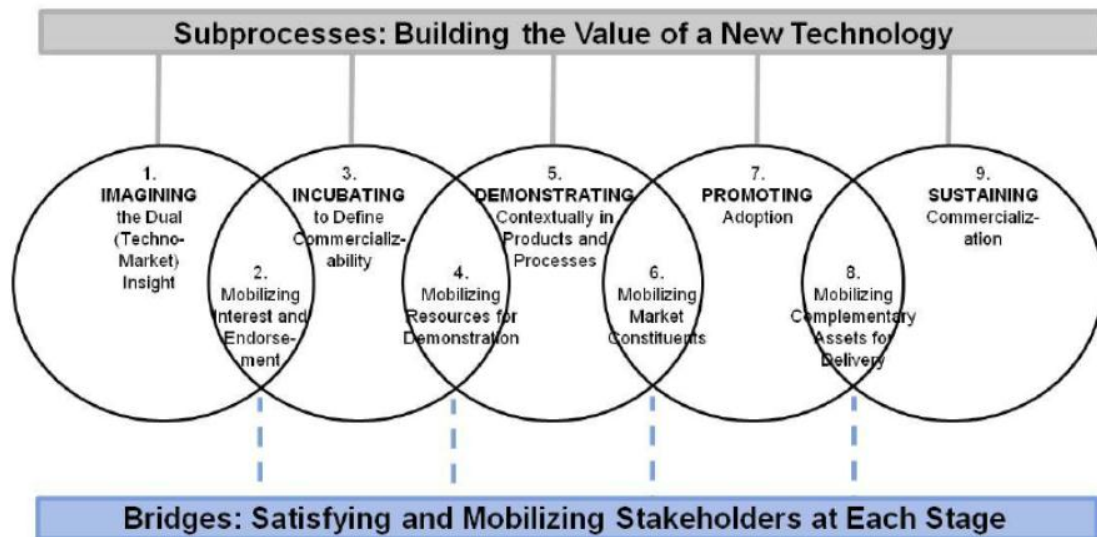 Subprocesses: Building the Value of a New Technology
1.
IMAGINING
the Dual
(Techno-
Market)
Insight
2.
Mobilizing
Interest and
Endorse-
ment
3.
INCUBATING
to Define
Commercializ-
ability
4.
Mobilizing
Resources for
Demonstration
5.
DEMONSTRATING
Contextually in
Products and
Processes
6.
Mobilizing
Market
Constituents
7.
PROMOTING
Adoption
8.
Mobilizing
Complementary
Assets for
Delivery
9.
SUSTAINING
Commercializ-
ation
Bridges: Satisfying and Mobilizing Stakeholders at Each Stage